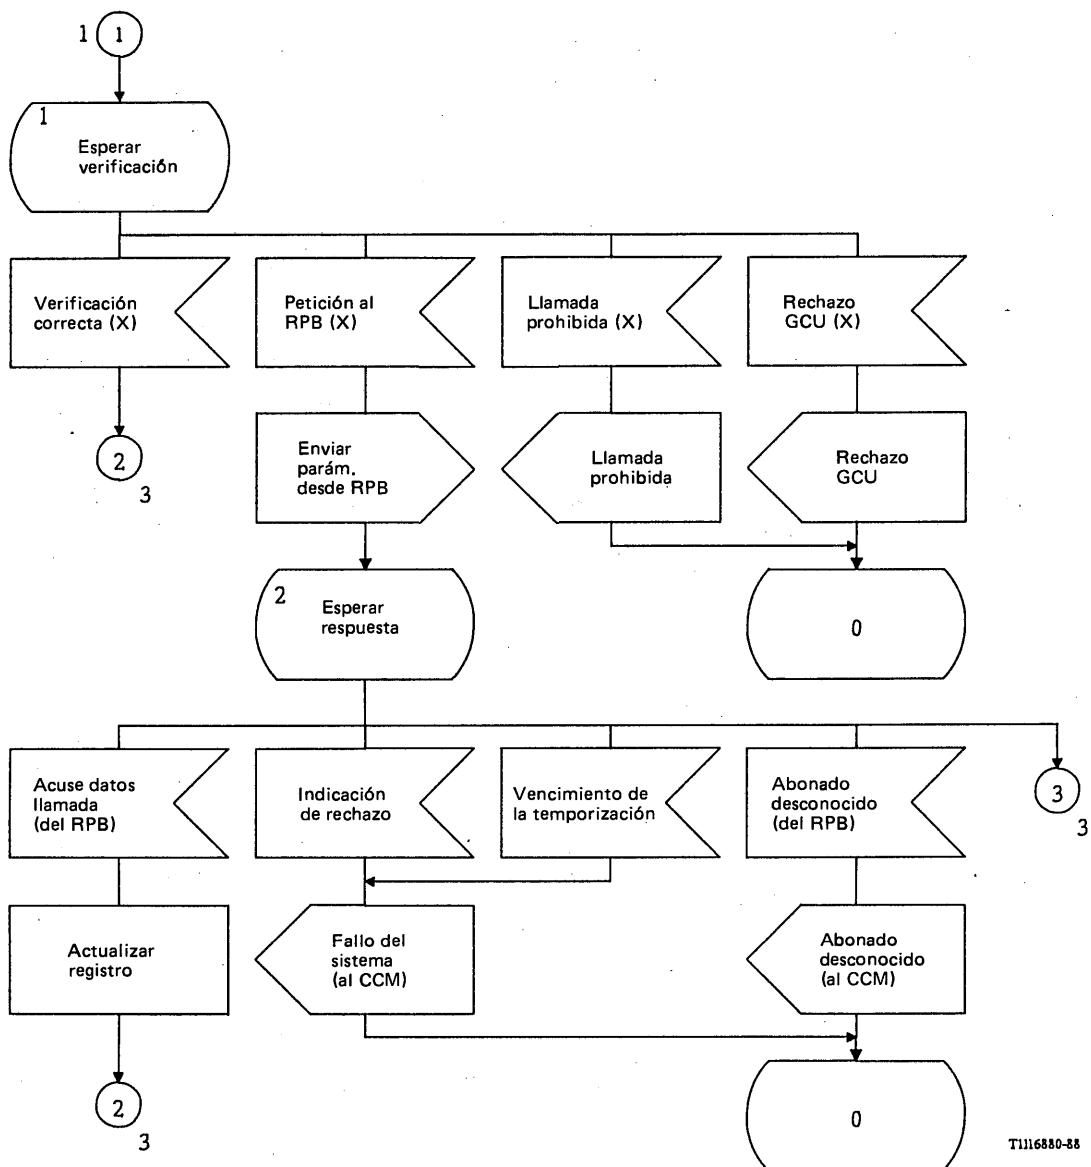 1 1
1
Esperar
verificación
Verificación
correcta (X)
Petición al
RPB (X)
Llamada
prohibida (X)
Rechazo
GCU (X)
2
3
Enviar
parám.
desde RPB
Llamada
prohibida
Rechazo
GCU
2
Esperar
respuesta
0
Acuse datos
llamada
(del RPB)
Indicación
de rechazo
Vencimiento de
la temporización
Abonado
desconocido
(del RPB)
3
3
Actualizar
registro
Fallo del
sistema
(al CCM)
Abonado
desconocido
(al CCM)
2
3
0
T1116880-88